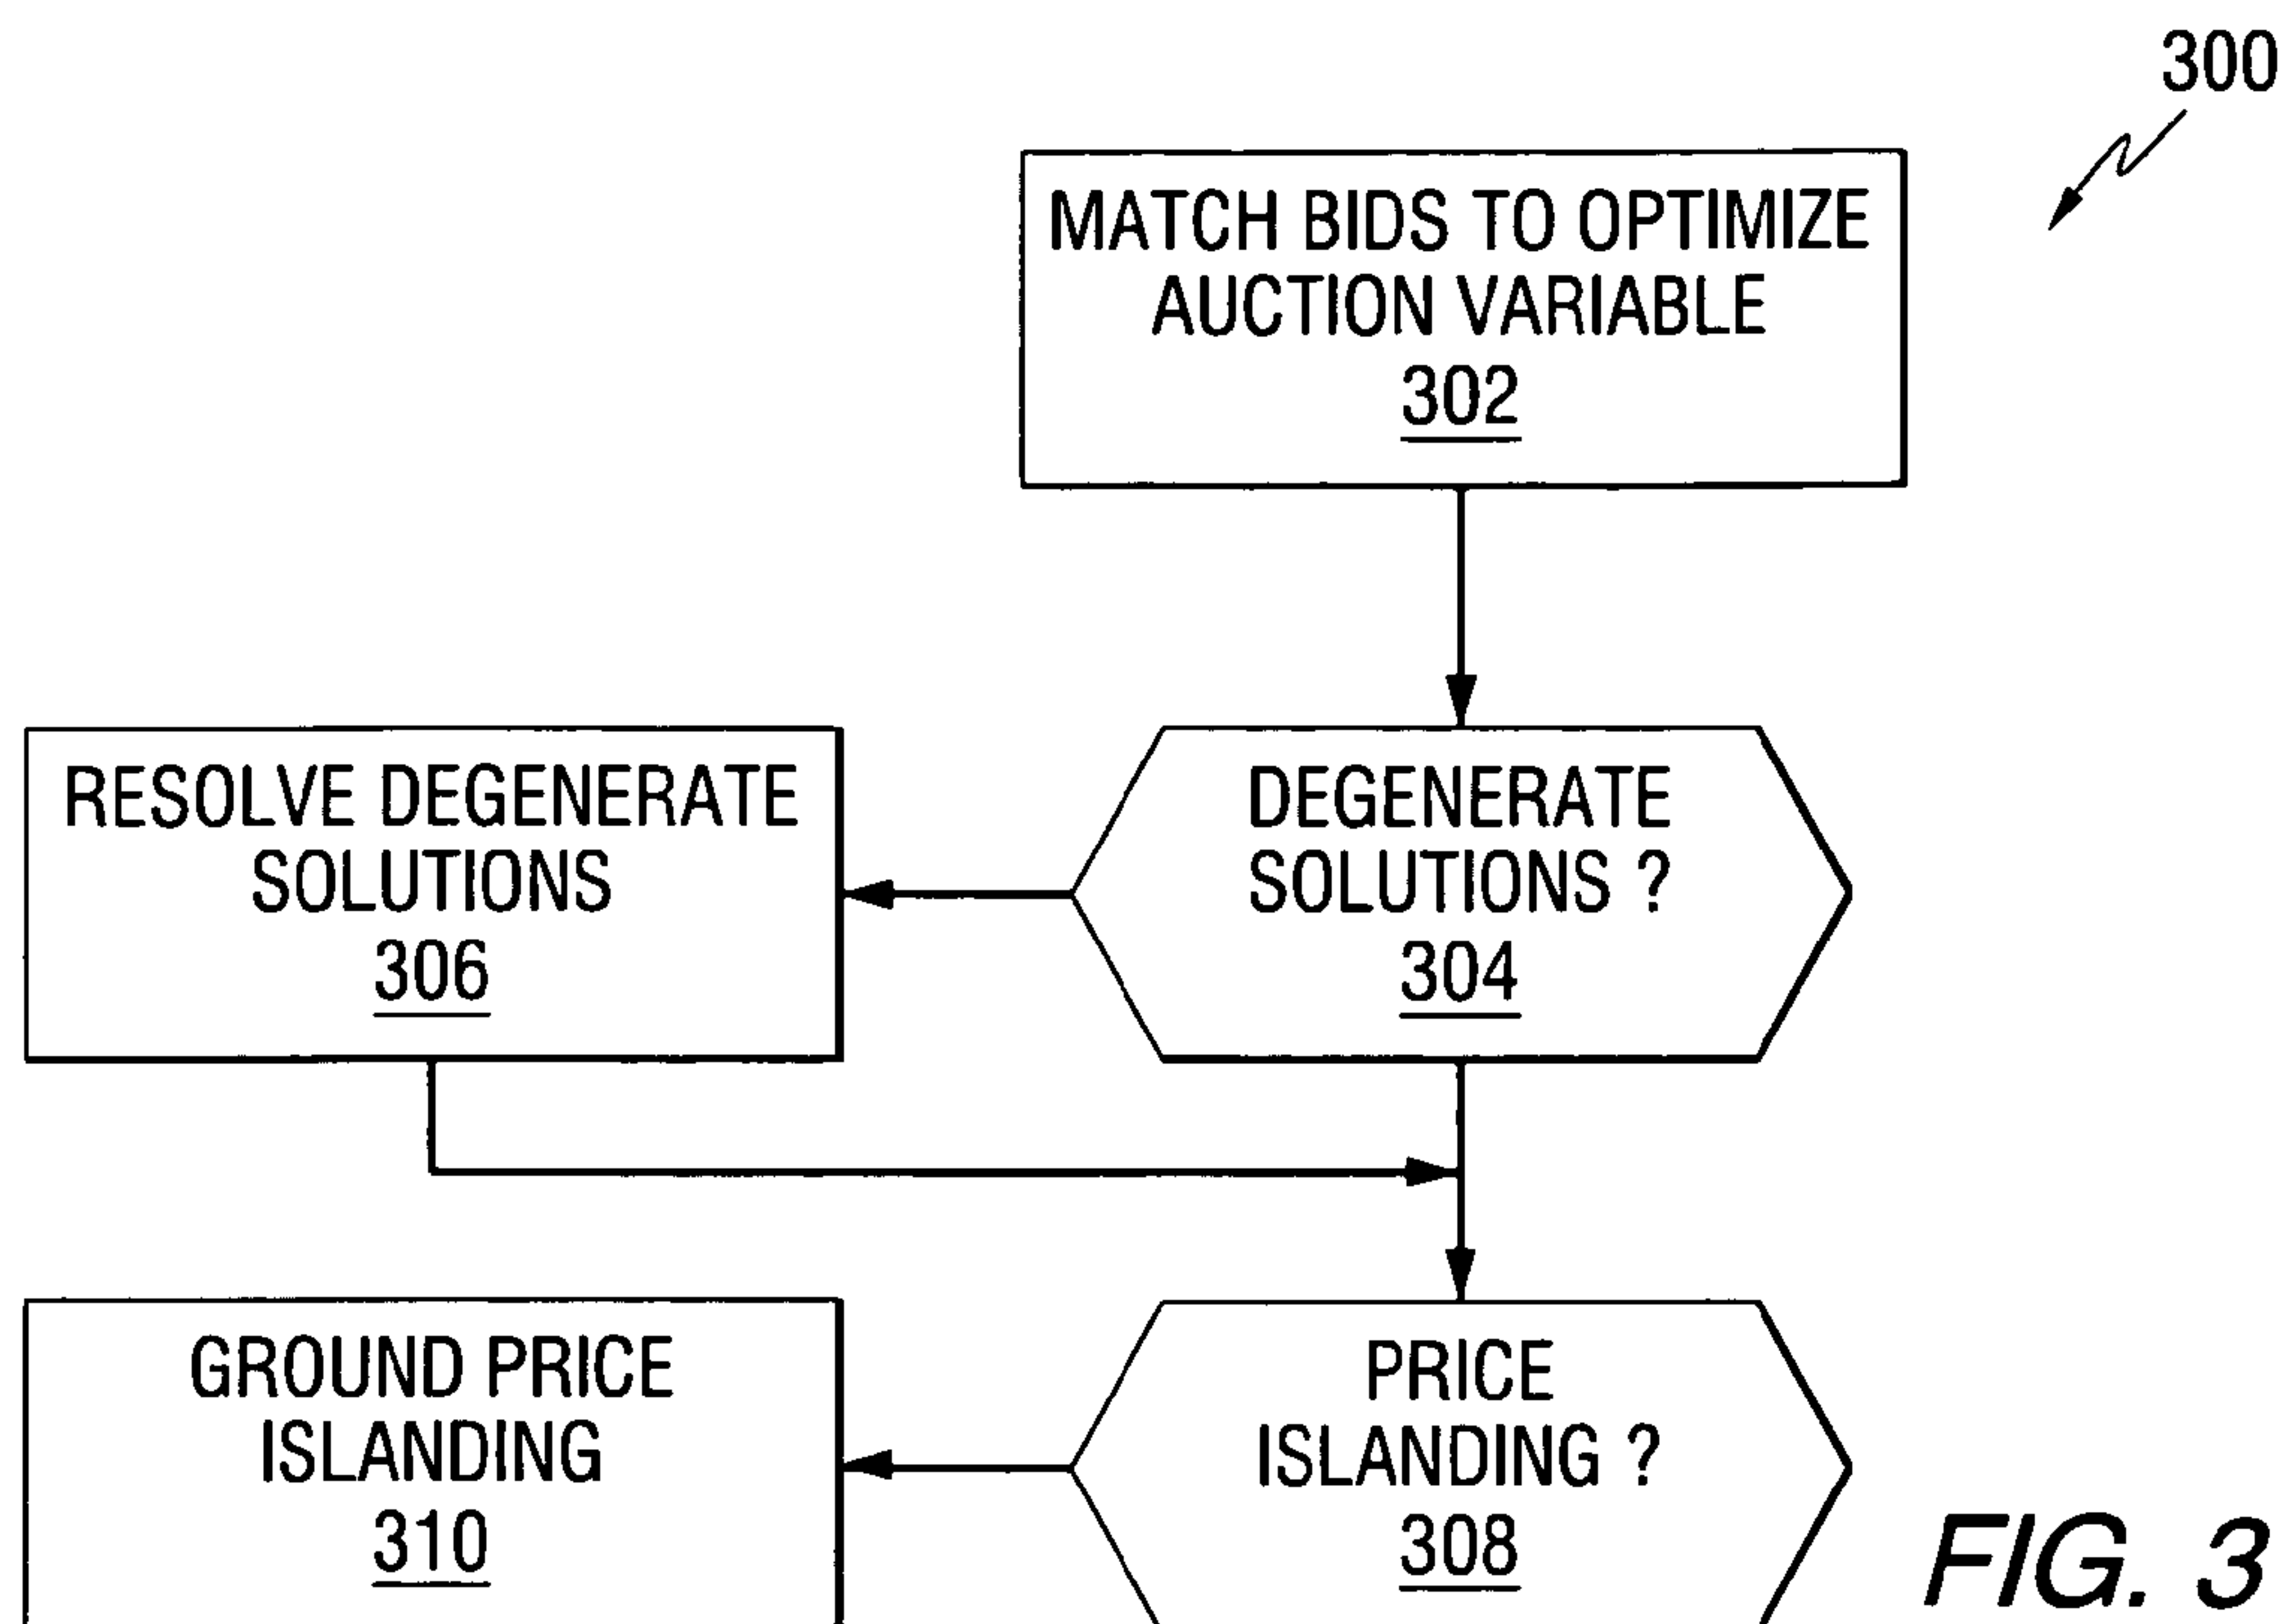 300
MATCH BIDS TO OPTIMIZE
AUCTION VARIABLE
302
RESOLVE DEGENERATE
SOLUTIONS
306
DEGENERATE
SOLUTIONS ?
304
GROUND PRICE
ISLANDING
310
PRICE
ISLANDING ?
308
FIG. 3